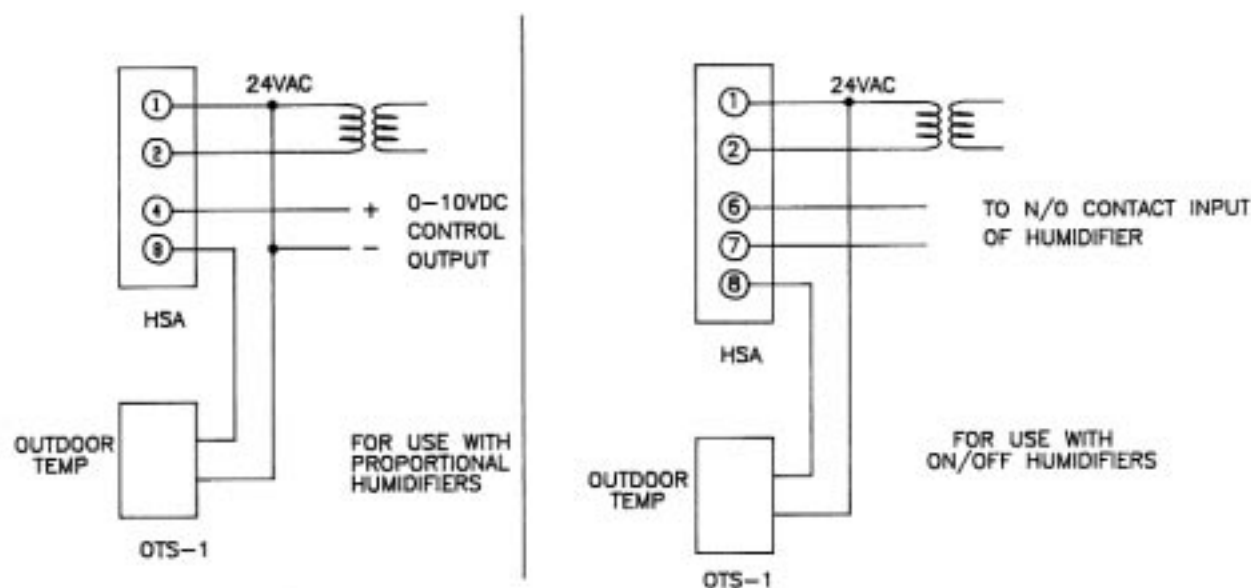 24VAC
1
2
4
8
+ 0-10VDC
CONTROL
- OUTPUT
HSA
OUTDOOR
TEMP
OTS-1
FOR USE WITH
PROPORTIONAL
HUMIDIFIERS
24VAC
1
2
6
7
8
TO N/O CONTACT INPUT
OF HUMIDIFIER
HSA
OUTDOOR
TEMP
OTS-1
FOR USE WITH
ON/OFF HUMIDIFIERS